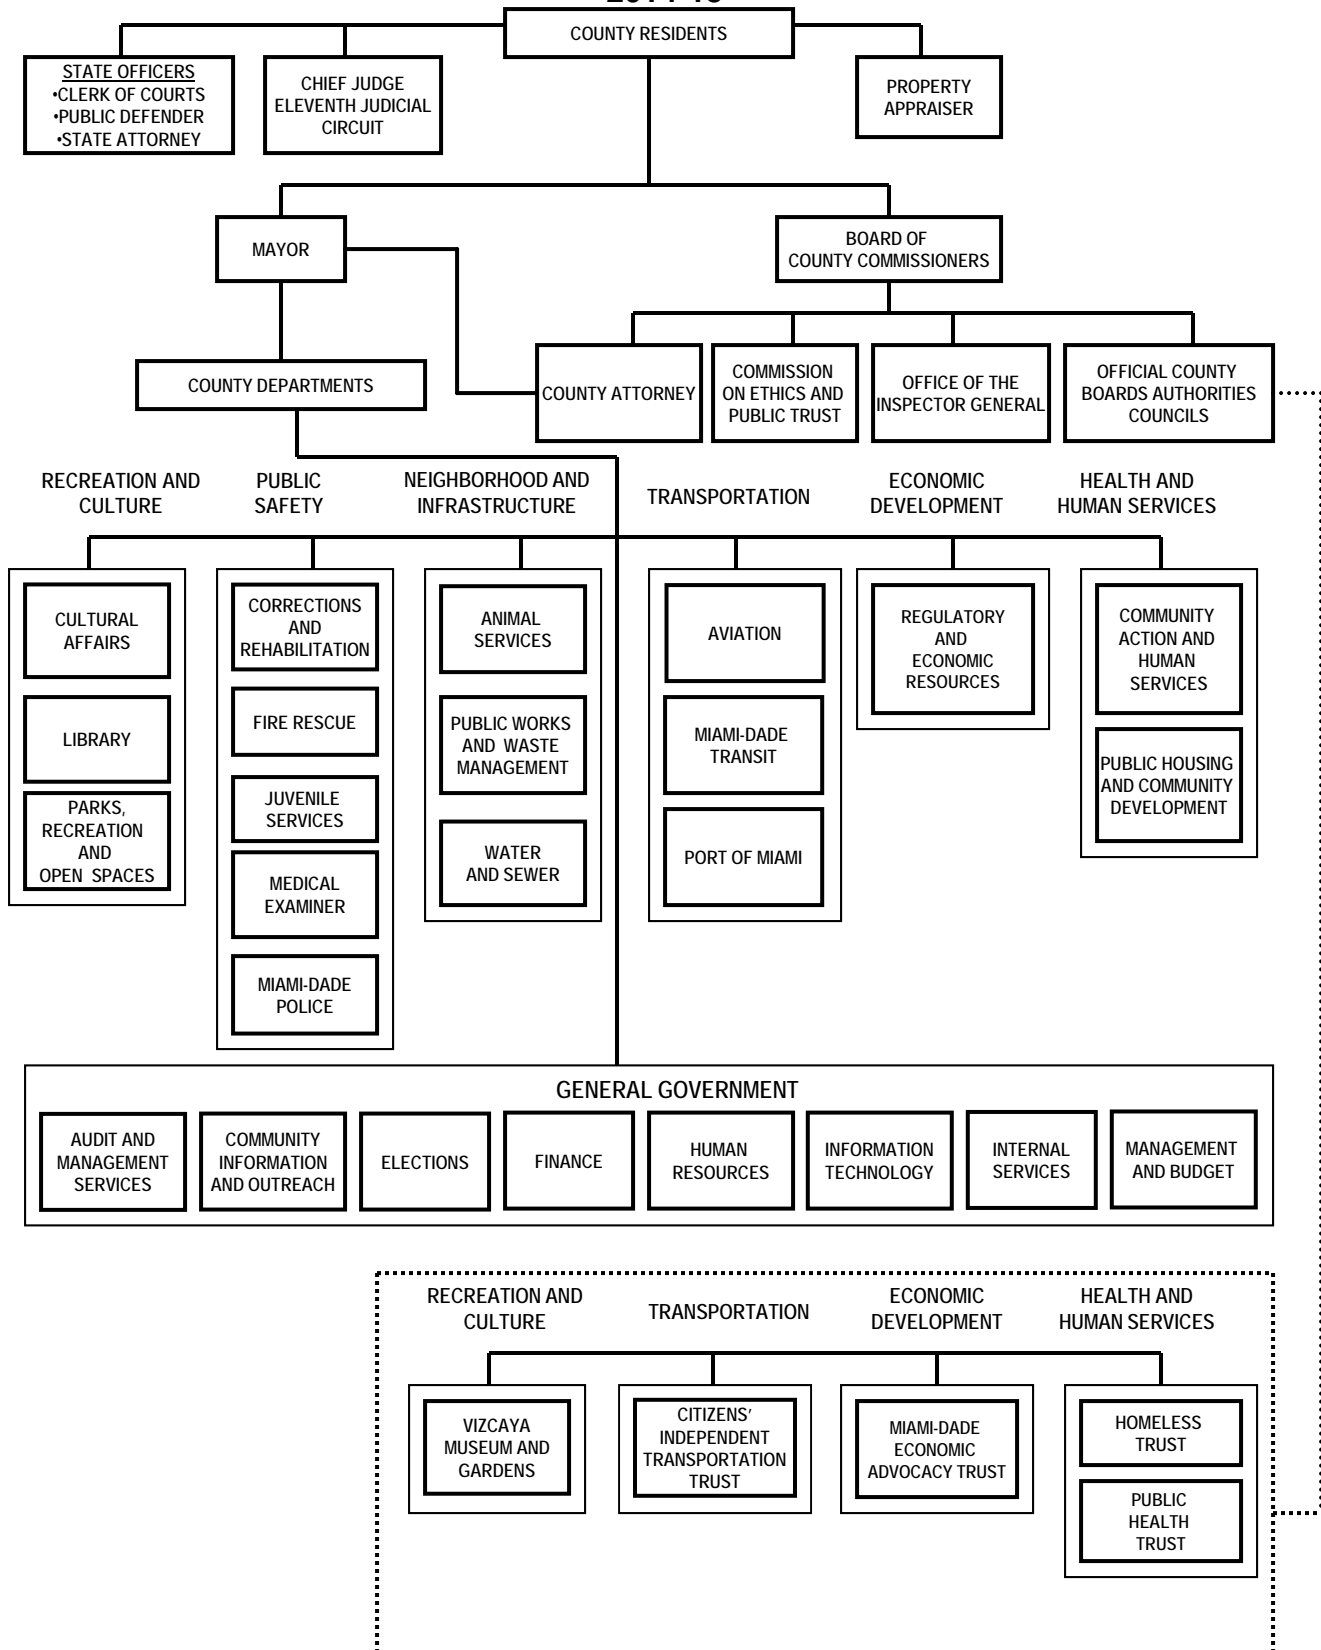 COUNTY RESIDENTS
STATE OFFICERS
•CLERK OF COURTS
•PUBLIC DEFENDER
•STATE ATTORNEY
CHIEF JUDGE
ELEVENTH JUDICIAL
CIRCUIT
PROPERTY
APPRAISER
MAYOR
BOARD OF
COUNTY COMMISSIONERS
COUNTY DEPARTMENTS
COUNTY ATTORNEY
COMMISSION
ON ETHICS AND
PUBLIC TRUST
OFFICE OF THE
INSPECTOR GENERAL
OFFICIAL COUNTY
BOARDS AUTHORITIES
COUNCILS
RECREATION AND
CULTURE
PUBLIC
SAFETY
NEIGHBORHOOD AND
INFRASTRUCTURE
TRANSPORTATION
ECONOMIC
DEVELOPMENT
HEALTH AND
HUMAN SERVICES
CULTURAL
AFFAIRS
LIBRARY
PARKS,
RECREATION
AND
OPEN SPACES
CORRECTIONS
AND
REHABILITATION
FIRE RESCUE
JUVENILE
SERVICES
MEDICAL
EXAMINER
MIAMI-DADE
POLICE
ANIMAL
SERVICES
PUBLIC WORKS
AND WASTE
MANAGEMENT
WATER
AND SEWER
AVIATION
MIAMI-DADE
TRANSIT
PORT OF MIAMI
REGULATORY
AND
ECONOMIC
RESOURCES
COMMUNITY
ACTION AND
HUMAN
SERVICES
PUBLIC HOUSING
AND COMMUNITY
DEVELOPMENT
GENERAL GOVERNMENT
AUDIT AND
MANAGEMENT
SERVICES
COMMUNITY
INFORMATION
AND OUTREACH
ELECTIONS
FINANCE
HUMAN
RESOURCES
INFORMATION
TECHNOLOGY
INTERNAL
SERVICES
MANAGEMENT
AND BUDGET
RECREATION AND
CULTURE
TRANSPORTATION
ECONOMIC
DEVELOPMENT
HEALTH AND
HUMAN SERVICES
VIZCAYA
MUSEUM AND
GARDENS
CITIZENS'
INDEPENDENT
TRANSPORTATION
TRUST
MIAMI-DADE
ECONOMIC
ADVOCACY TRUST
HOMELESS
TRUST
PUBLIC
HEALTH
TRUST